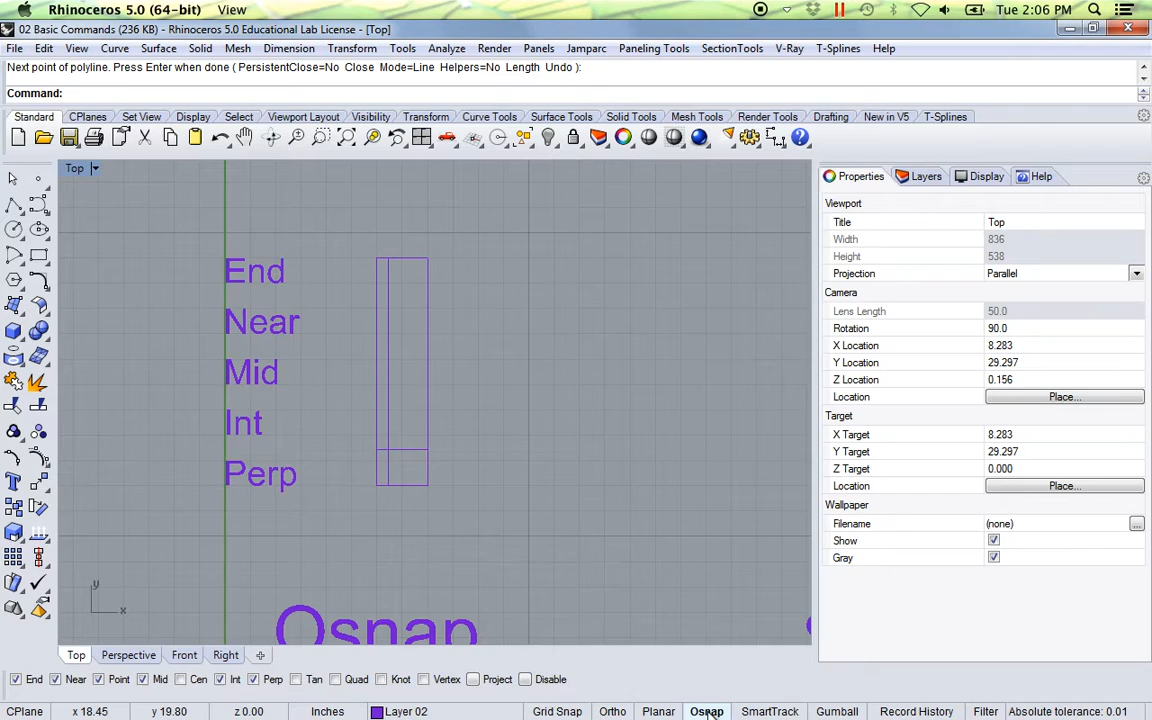 Rhinoceros 5.0 (64-bit) View Tue 2:06 PM
02 Basic Commands (236 KB) - Rhinoceros 5.0 Educational Lab License - [Top]
File Edit View Curve Surface Solid Mesh Dimension Transform Tools Analyze Render Panels Jamparc Paneling Tools SectionTools V-Ray T-Splines Help
Next point of polyline. Press Enter when done ( PersistentClose=No Close Mode=Line Helpers=No Length Undo ):
Command:
Standard CPlanes Set View Display Select Viewport Layout Visibility Transform Curve Tools Surface Tools Solid Tools Mesh Tools Render Tools Drafting New in V5 T-Splines
Top
End
Near
Mid
Int
Perp
Osnap
y
x
Properties Layers Display Help
Viewport
Title Top
Width 836
Height 538
Projection Parallel
Camera
Lens Length 50.0
Rotation 90.0
X Location 8.283
Y Location 29.297
Z Location 0.156
Location Place...
Target
X Target 8.283
Y Target 29.297
Z Target 0.000
Location Place...
Wallpaper
Filename (none) ...
Show
Gray
Top Perspective Front Right
End Near Point Mid Cen Int Perp Tan Quad Knot Vertex Project Disable
CPlane x 18.45 y 19.80 z 0.00 Inches Layer 02 Grid Snap Ortho Planar Osnap SmartTrack Gumball Record History Filter Absolute tolerance: 0.01